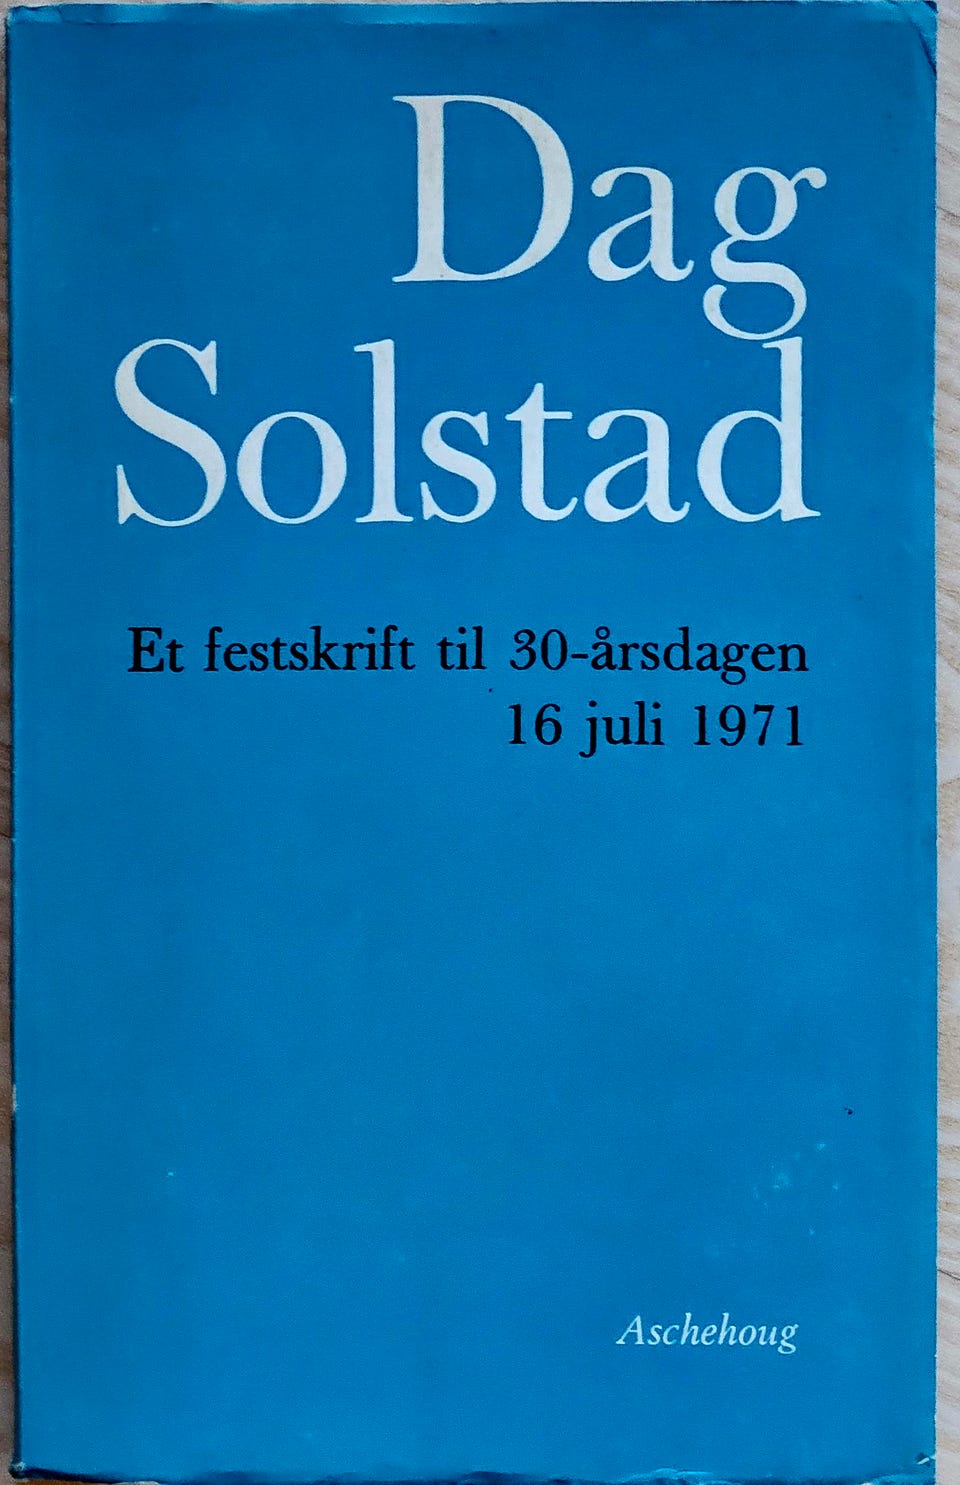 Dag
Solstad
Et festskrift til 30-årsdagen
16 juli 1971
Aschehoug